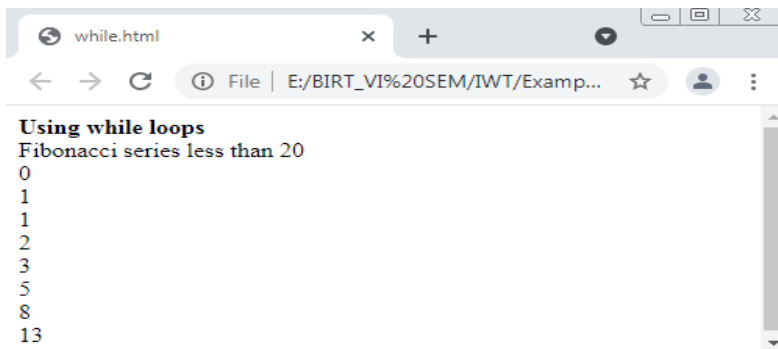 while.html
File | E:/BIRT_VI%20SEM/IWT/Examp...
Using while loops
Fibonacci series less than 20
0
1
1
2
3
5
8
13